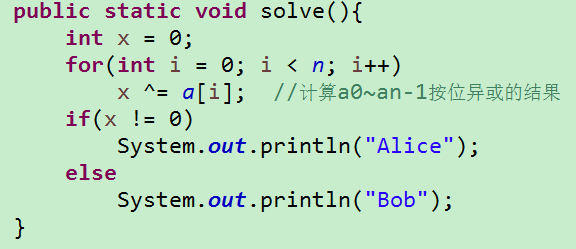 public static void solve(){
    int x = 0;
    for(int i = 0; i < n; i++)
        x ^= a[i];  //计算a0~an-1按位异或的结果
    if(x != 0)
        System.out.println("Alice");
    else
        System.out.println("Bob");
}